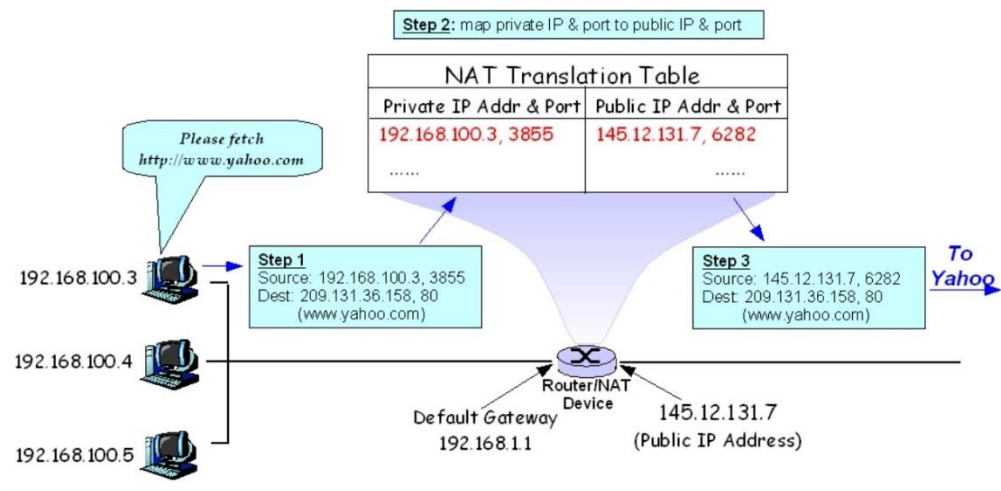 Step 2: map private IP & port to public IP & port
NAT Translation Table
Private IP Addr & Port
Public IP Addr & Port
192.168.100.3, 3855
145.12.131.7, 6282
......
......
Please fetch
http://www.yahoo.com
192.168.100.3
Step 1
Source: 192.168.100.3, 3855
Dest: 209.131.36.158, 80
(www.yahoo.com)
Step 3
Source: 145.12.131.7, 6282
Dest: 209.131.36.158, 80
(www.yahoo.com)
To
Yahoo
192.168.100.4
Router/NAT
Device
Default Gateway
192.168.1.1
145.12.131.7
(Public IP Address)
192.168.100.5